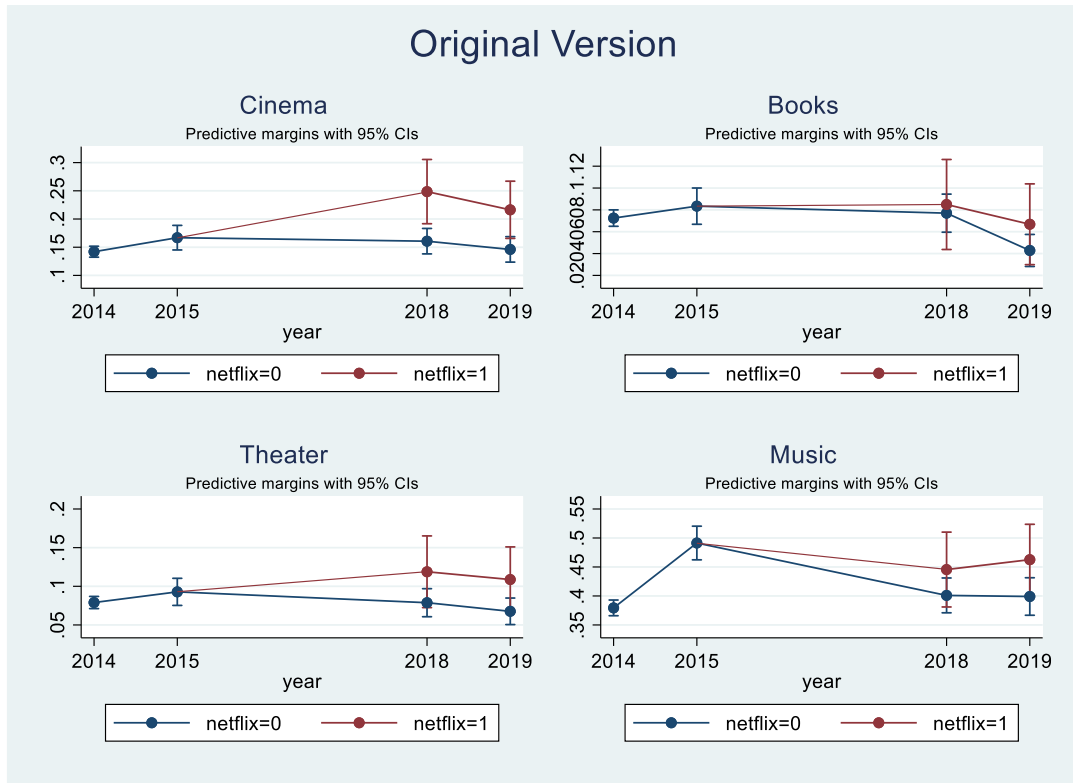 Original Version
Cinema
Predictive margins with 95% CIs
.3
.25
.2
.15
.1
2014 2015 2018 2019
year
netflix=0 netflix=1
Books
Predictive margins with 95% CIs
.02.04.06.08.1.12
2014 2015 2018 2019
year
netflix=0 netflix=1
Theater
Predictive margins with 95% CIs
.2
.15
.1
.05
2014 2015 2018 2019
year
netflix=0 netflix=1
Music
Predictive margins with 95% CIs
.55
.5
.45
.4
.35
2014 2015 2018 2019
year
netflix=0 netflix=1